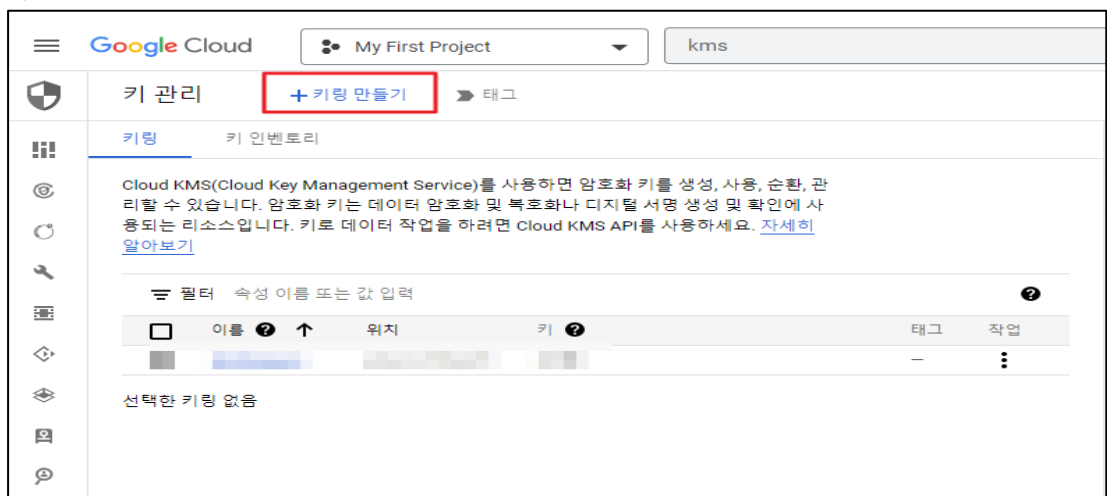 Google Cloud My First Project kms
키 관리 +키링 만들기 태그
키링 키 인벤토리
Cloud KMS(Cloud Key Management Service)를 사용하면 암호화 키를 생성, 사용, 순환, 관
리할 수 있습니다. 암호화 키는 데이터 암호화 및 복호화나 디지털 서명 생성 및 확인에 사
용되는 리소스입니다. 키로 데이터 작업을 하려면 Cloud KMS API를 사용하세요. 자세히
알아보기
필터 속성 이름 또는 값 입력
이름 위치 키 태그 작업
–
선택한 키링 없음